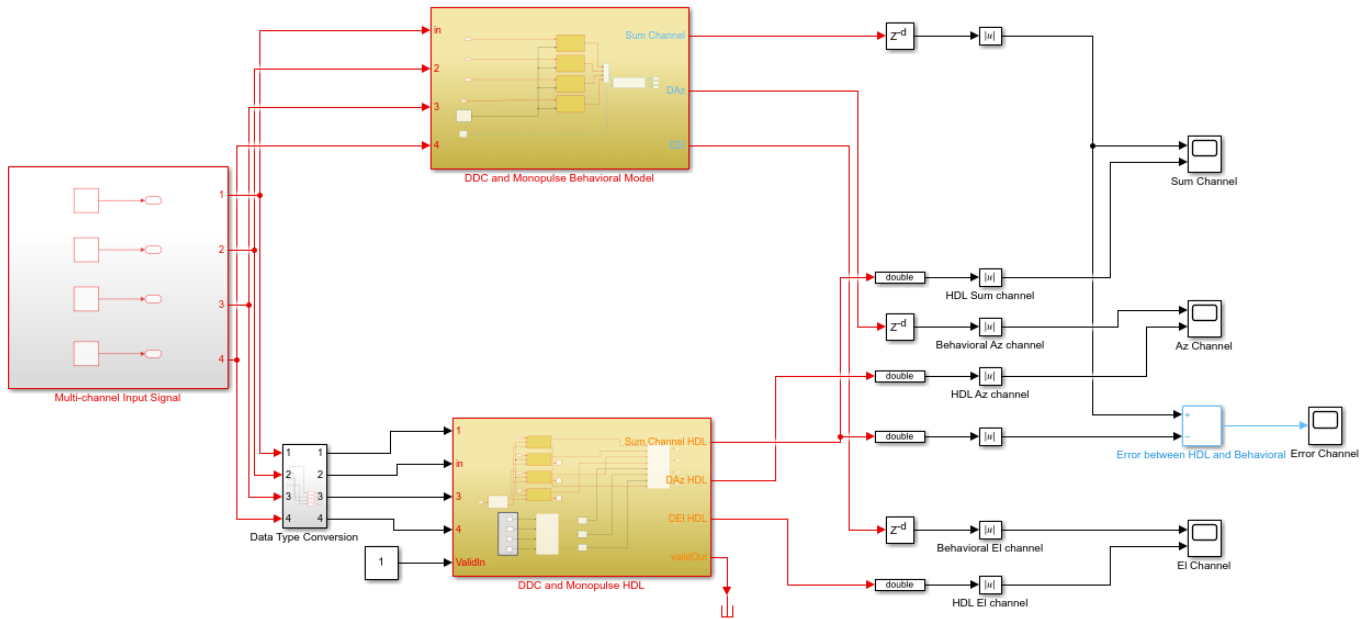 in
2
3
4
Sum Channel
DAz
DEI
DDC and Monopulse Behavioral Model
z-d
|u|
Sum Channel
1
2
3
4
Multi-channel Input Signal
double
|u|
HDL Sum channel
z-d
|u|
Behavioral Az channel
Az Channel
double
|u|
HDL Az channel
double
|u|
+
−
Error between HDL and Behavioral
Error Channel
1
2
3
4
1
2
3
4
Data Type Conversion
1
1
in
3
4
ValidIn
Sum Channel HDL
DAz HDL
DEI HDL
validOut
DDC and Monopulse HDL
z-d
|u|
Behavioral El channel
El Channel
double
|u|
HDL El channel